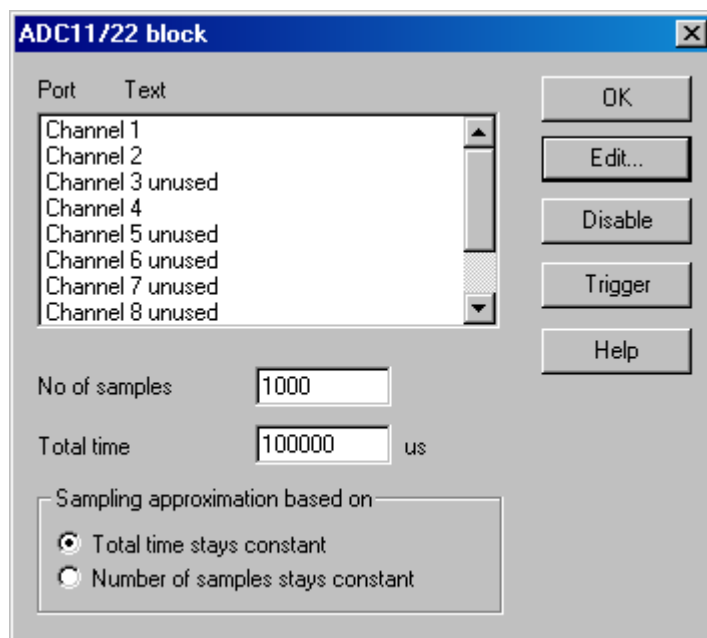 ADC11/22 block
Port Text
Channel 1
Channel 2
Channel 3 unused
Channel 4
Channel 5 unused
Channel 6 unused
Channel 7 unused
Channel 8 unused
OK
Edit...
Disable
Trigger
Help
No of samples 1000
Total time 100000 us
Sampling approximation based on
Total time stays constant
Number of samples stays constant